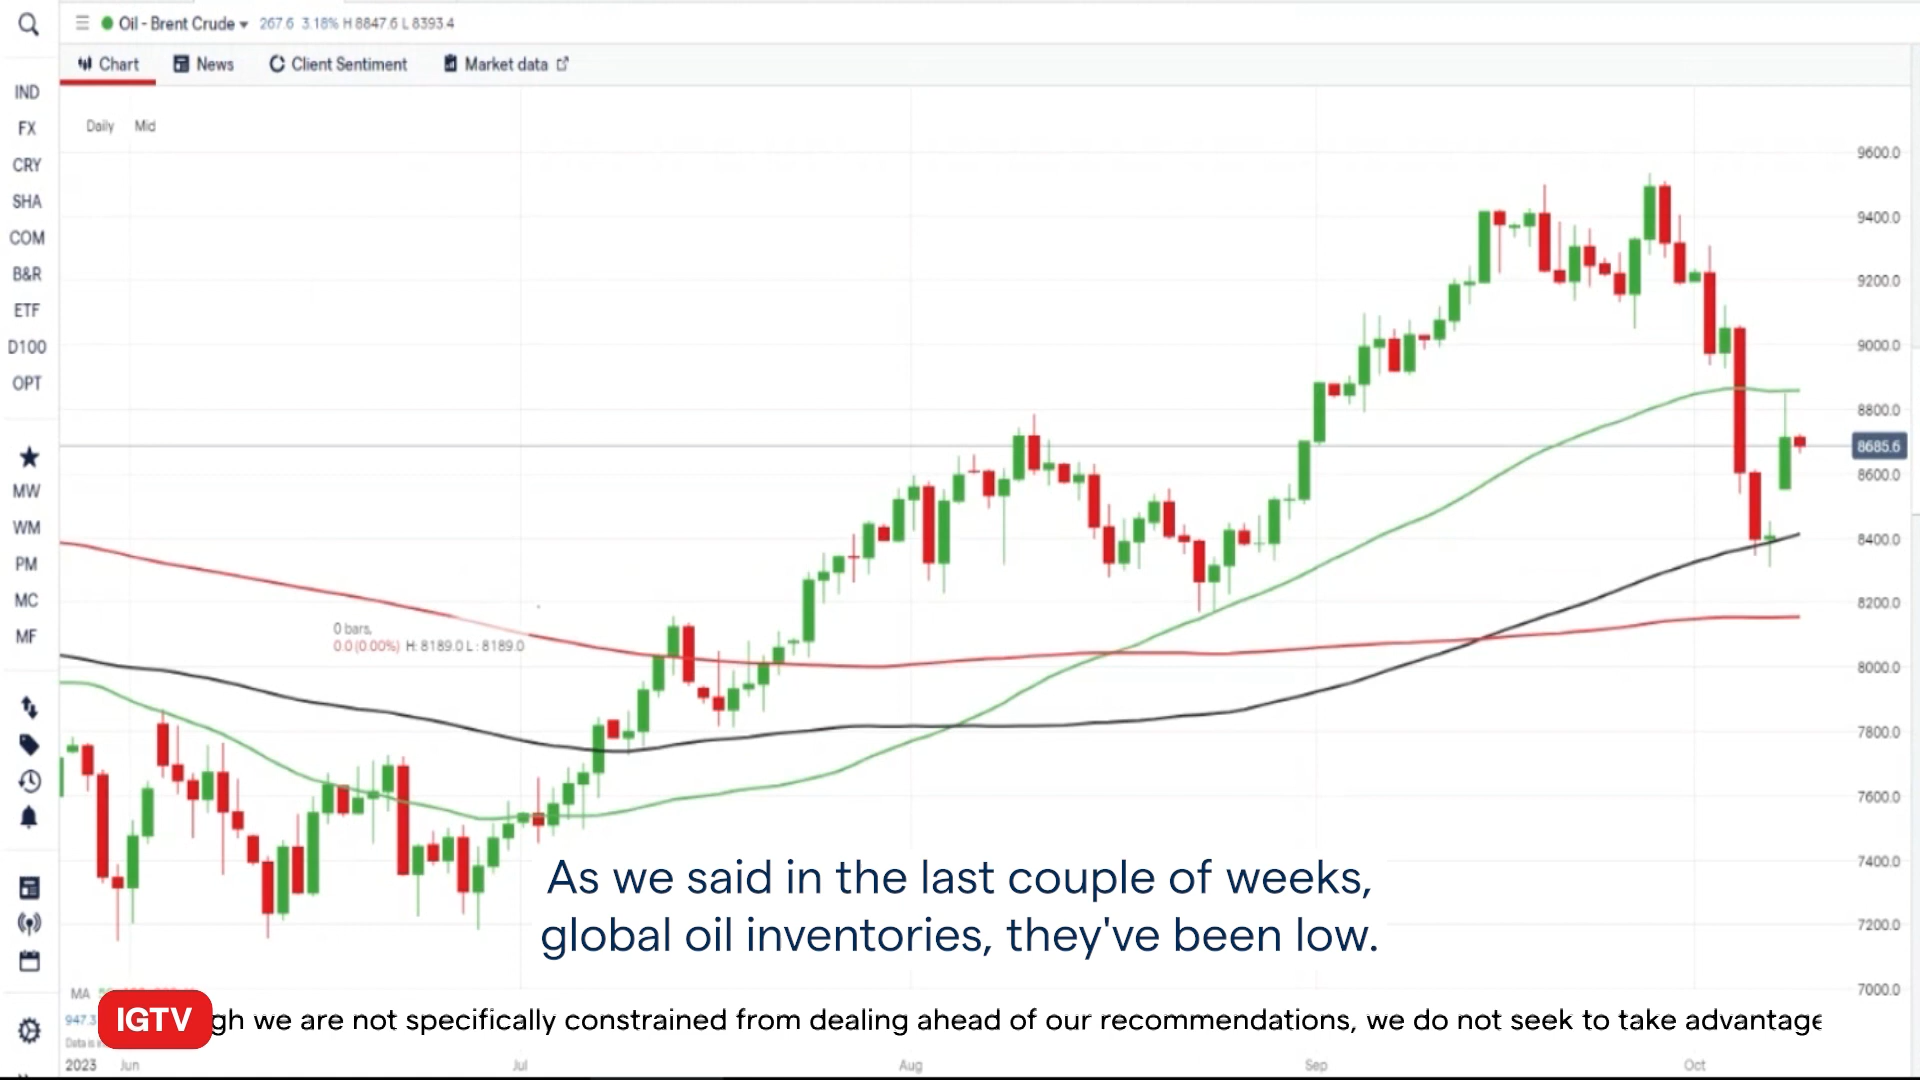 Oil - Brent Crude 267.6 3.18% H 8847.6 L 8393.4
Chart News Client Sentiment Market data
IND
FX
CRY
SHA
COM
B&R
ETF
D100
OPT
MW
WM
PM
MC
MF
Daily Mid
9600.0
9400.0
9200.0
9000.0
8800.0
8685.6
8600.0
8400.0
8200.0
8000.0
7800.0
7600.0
7400.0
7200.0
7000.0
0 bars,
0.0 (0.00%) H: 8189.0 L: 8189.0
As we said in the last couple of weeks,
global oil inventories, they've been low.
MA
947.3
IGTV gh we are not specifically constrained from dealing ahead of our recommendations, we do not seek to take advantage
Data is
2023 Jun Jul Aug Sep Oct